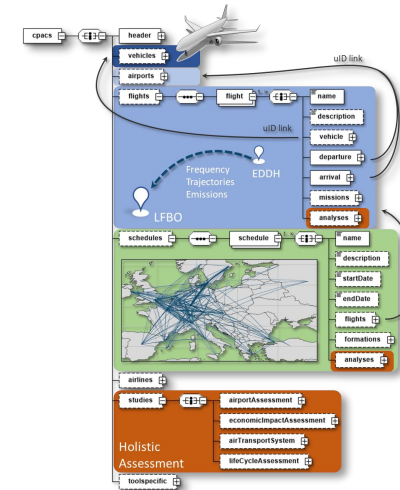 cpacs
header
vehicles
airports
uID link
flights
flight
1..∞
name
description
uID link
vehicle
departure
arrival
missions
analyses
Frequency
Trajectories
Emissions
EDDH
LFBO
schedules
schedule
name
description
startDate
endDate
flights
formations
analyses
airlines
studies
airportAssessment
economicImpactAssessment
airTransportSystem
lifeCycleAssessment
Holistic
Assessment
toolspecific